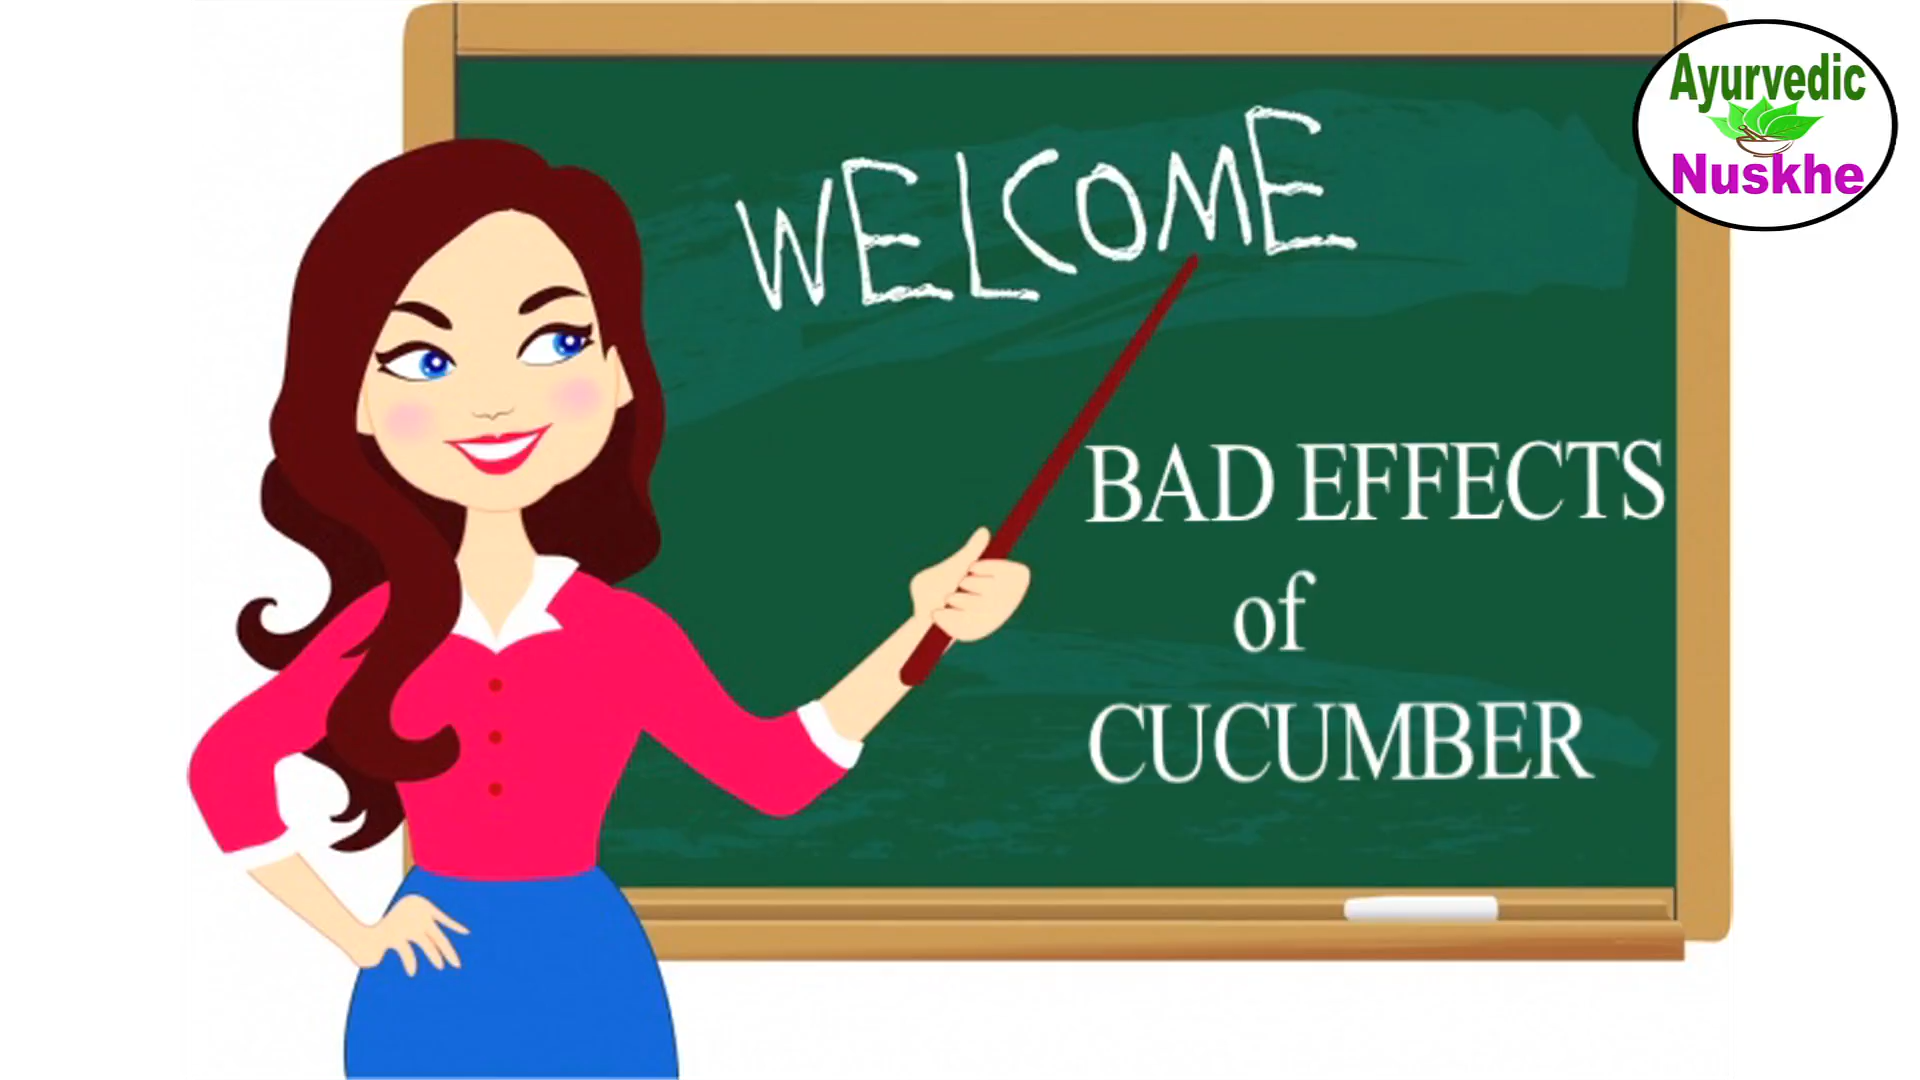 WELCOME
BAD EFFECTS
of
CUCUMBER
Ayurvedic
Nuskhe